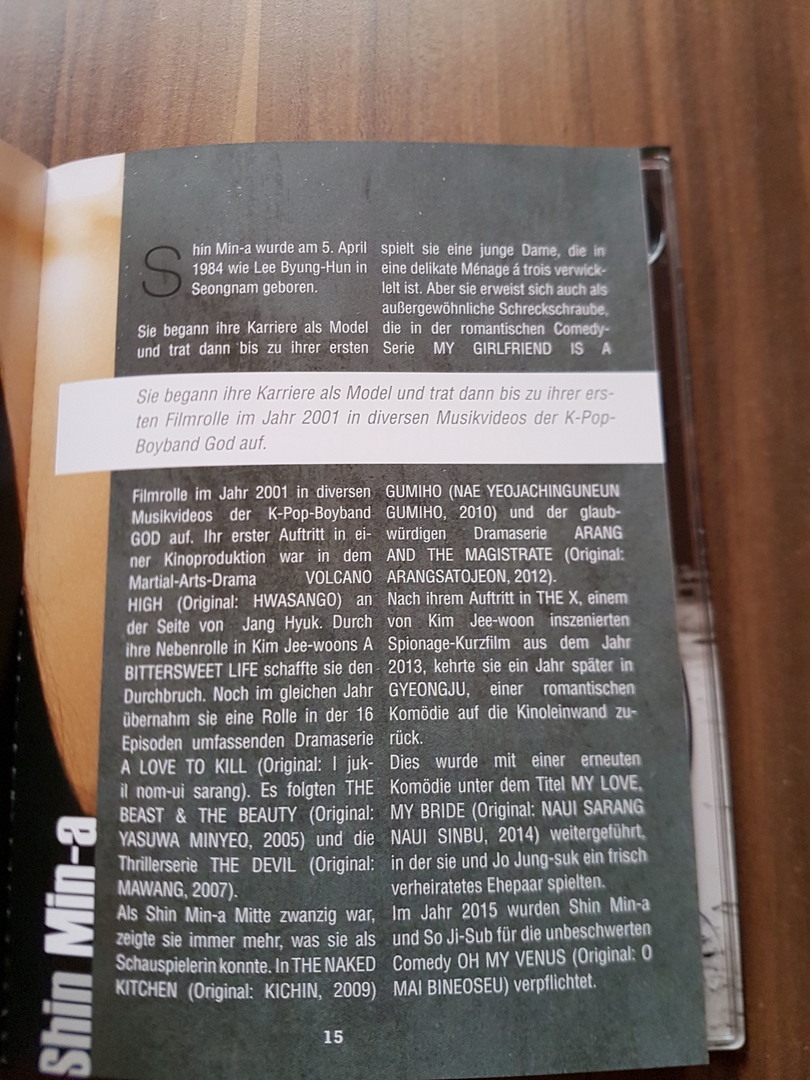 Shin Min-a wurde am 5. April
1984 wie Lee Byung-Hun in
Seongnam geboren.
Sie begann ihre Karriere als Model
und trat dann bis zu ihrer ersten
Sie begann ihre Karriere als Model und trat dann bis zu ihrer ers-
ten Filmrolle im Jahr 2001 in diversen Musikvideos der K-Pop-
Boyband God auf.
Filmrolle im Jahr 2001 in diversen
Musikvideos der K-Pop-Boyband
GOD auf. Ihr erster Auftritt in ei-
ner Kinoproduktion war in dem
Martial-Arts-Drama VOLCANO
HIGH (Original: HWASANGO) an
der Seite von Jang Hyuk. Durch
ihre Nebenrolle in Kim Jee-woons A
BITTERSWEET LIFE schaffte sie den
Durchbruch. Noch im gleichen Jahr
übernahm sie eine Rolle in der 16
Episoden umfassenden Dramaserie
A LOVE TO KILL (Original: I juk-
il nom-ui sarang). Es folgten THE
BEAST & THE BEAUTY (Original:
YASUWA MINYEO, 2005) und die
Thrillerserie THE DEVIL (Original:
MAWANG, 2007).
Als Shin Min-a Mitte zwanzig war,
zeigte sie immer mehr, was sie als
Schauspielerin konnte. In THE NAKED
KITCHEN (Original: KICHIN, 2009)
spielt sie eine junge Dame, die in
eine delikate Ménage á trois verwick-
lelt ist. Aber sie erweist sich auch als
außergewöhnliche Schreckschraube,
die in der romantischen Comedy-
Serie MY GIRLFRIEND IS A
GUMIHO (NAE YEOJACHINGUNEUN
GUMIHO, 2010) und der glaub-
würdigen Dramaserie ARANG
AND THE MAGISTRATE (Original:
ARANGSATOJEON, 2012).
Nach ihrem Auftritt in THE X, einem
von Kim Jee-woon inszenierten
Spionage-Kurzfilm aus dem Jahr
2013, kehrte sie ein Jahr später in
GYEONGJU, einer romantischen
Komödie auf die Kinoleinwand zu-
rück.
Dies wurde mit einer erneuten
Komödie unter dem Titel MY LOVE,
MY BRIDE (Original: NAUI SARANG
NAUI SINBU, 2014) weitergeführt,
in der sie und Jo Jung-suk ein frisch
verheiratetes Ehepaar spielten.
Im Jahr 2015 wurden Shin Min-a
und So Ji-Sub für die unbeschwerten
Comedy OH MY VENUS (Original: O
MAI BINEOSEU) verpflichtet.
Shin Min-a
15